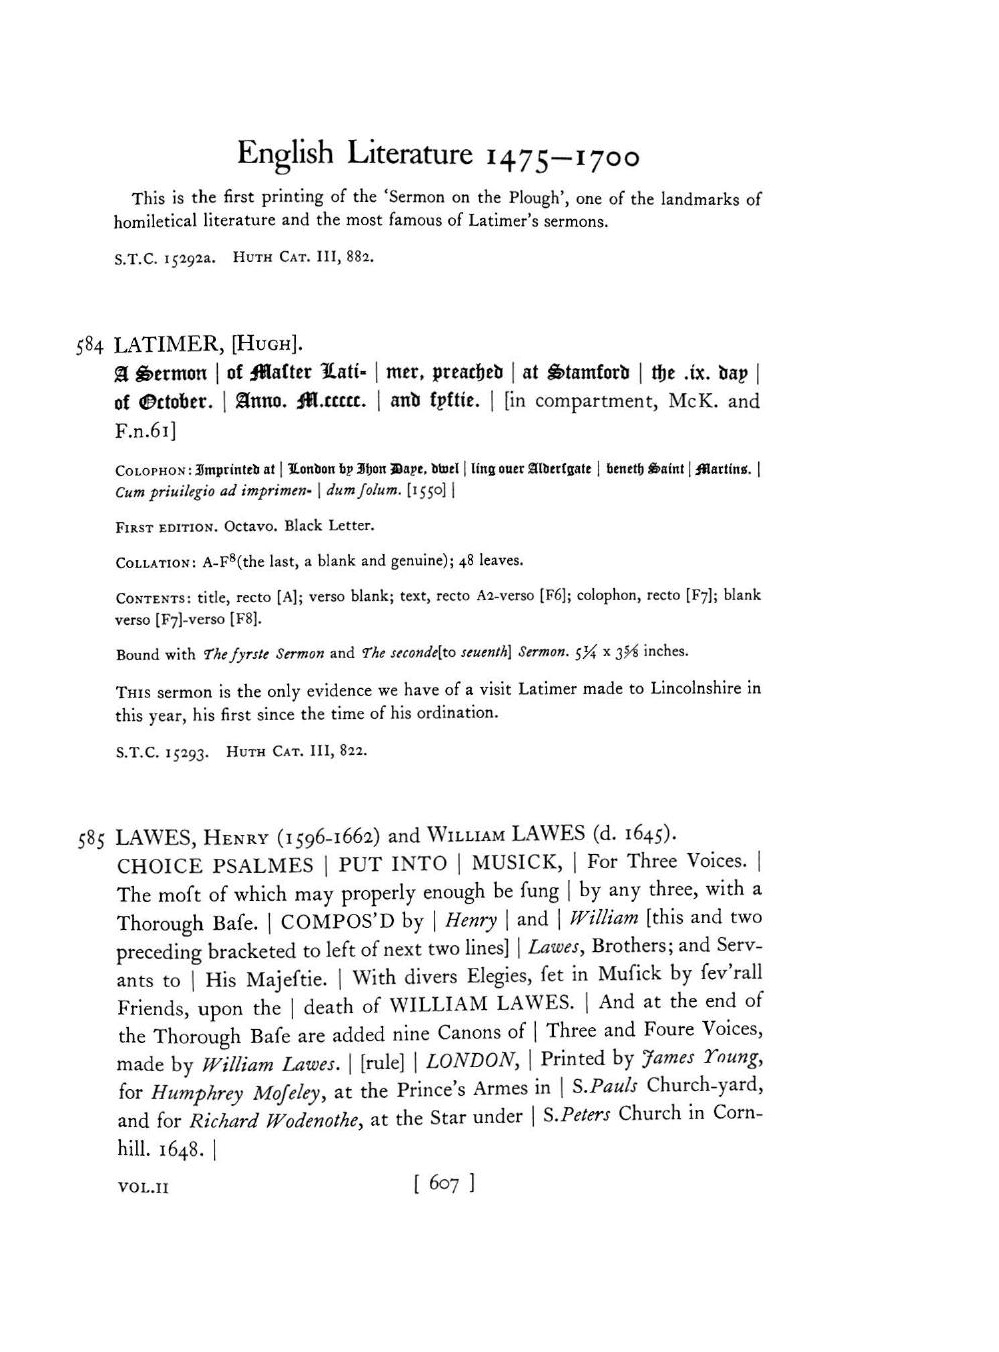 English Literature 1475–1700
This is the first printing of the ‘Sermon on the Plough’, one of the landmarks of
homiletical literature and the most famous of Latimer’s sermons.
S.T.C. 15292a. HUTH CAT. III, 882.
584 LATIMER, [HUGH].
A Sermon | of Maſter Lati- | mer, preached | at Stamford | the .ix. day |
of October. | Anno. M.ccccc. | and fyftie. | [in compartment, McK. and
F.n.61]
COLOPHON: Imprinted at | London by Jhon Daye, dwel | ling ouer Alderſgate | beneth Saint | Martins. |
Cum priuilegio ad imprimen- | dum ſolum. [1550] |
FIRST EDITION. Octavo. Black Letter.
COLLATION: A-F⁸(the last, a blank and genuine); 48 leaves.
CONTENTS: title, recto [A]; verso blank; text, recto A2-verso [F6]; colophon, recto [F7]; blank
verso [F7]-verso [F8].
Bound with The fyrste Sermon and The seconde[to seuenth] Sermon. 5¼ x 3⅝ inches.
THIS sermon is the only evidence we have of a visit Latimer made to Lincolnshire in
this year, his first since the time of his ordination.
S.T.C. 15293. HUTH CAT. III, 822.
585 LAWES, HENRY (1596-1662) and WILLIAM LAWES (d. 1645).
CHOICE PSALMES | PUT INTO | MUSICK, | For Three Voices. |
The moſt of which may properly enough be ſung | by any three, with a
Thorough Baſe. | COMPOS’D by | Henry | and | William [this and two
preceding bracketed to left of next two lines] | Lawes, Brothers; and Serv-
ants to | His Majeſtie. | With divers Elegies, ſet in Muſick by ſev’rall
Friends, upon the | death of WILLIAM LAWES. | And at the end of
the Thorough Baſe are added nine Canons of | Three and Foure Voices,
made by William Lawes. | [rule] | LONDON, | Printed by James Young,
for Humphrey Moſeley, at the Prince’s Armes in | S.Pauls Church-yard,
and for Richard Wodenothe, at the Star under | S.Peters Church in Corn-
hill. 1648. |
VOL.II [ 607 ]